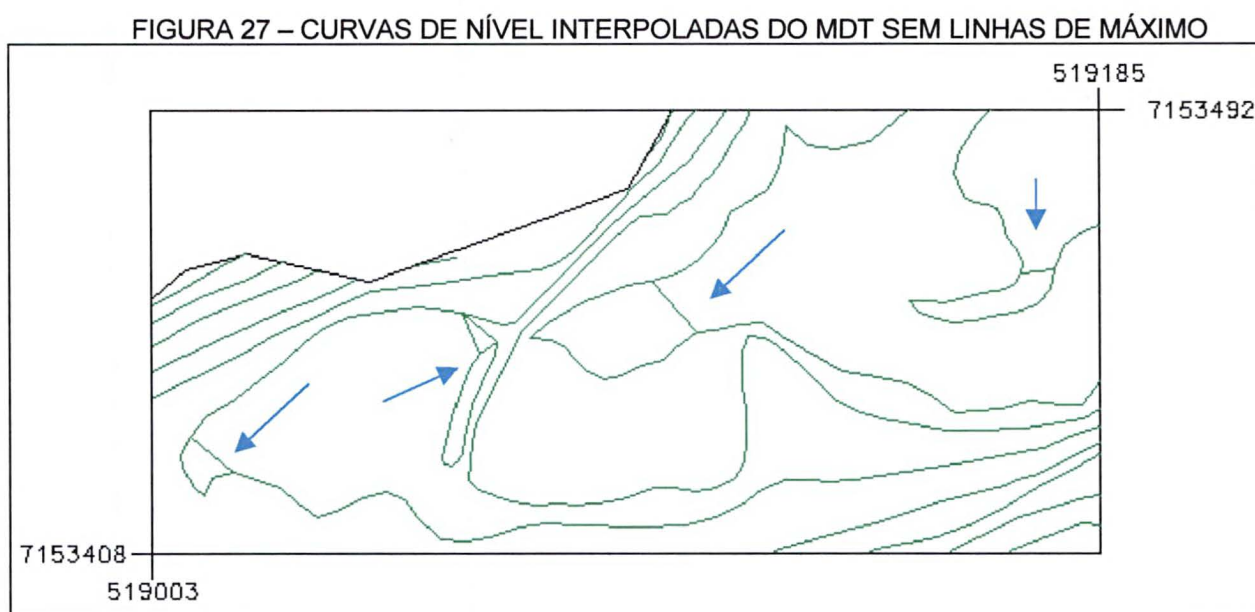 FIGURA 27 – CURVAS DE NÍVEL INTERPOLADAS DO MDT SEM LINHAS DE MÁXIMO
519185
7153492
7153408
519003